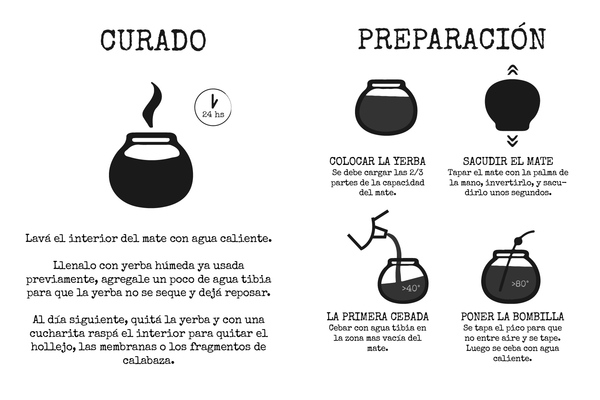 CURADO
24 hs
Lavá el interior del mate con agua caliente.
Llenalo con yerba húmeda ya usada
previamente, agregale un poco de agua tibia
para que la yerba no se seque y dejá reposar.
Al día siguiente, quitá la yerba y con una
cucharita raspá el interior para quitar el
hollejo, las membranas o los fragmentos de
calabaza.
PREPARACIÓN
COLOCAR LA YERBA
Se debe cargar las 2/3
partes de la capacidad
del mate.
SACUDIR EL MATE
Tapar el mate con la palma de
la mano, invertirlo, y sacu-
dirlo unos segundos.
>40°
LA PRIMERA CEBADA
Cebar con agua tibia en
la zona mas vacía del
mate.
>80°
PONER LA BOMBILLA
Se tapa el pico para que
no entre aire y se tape.
Luego se ceba con agua
caliente.